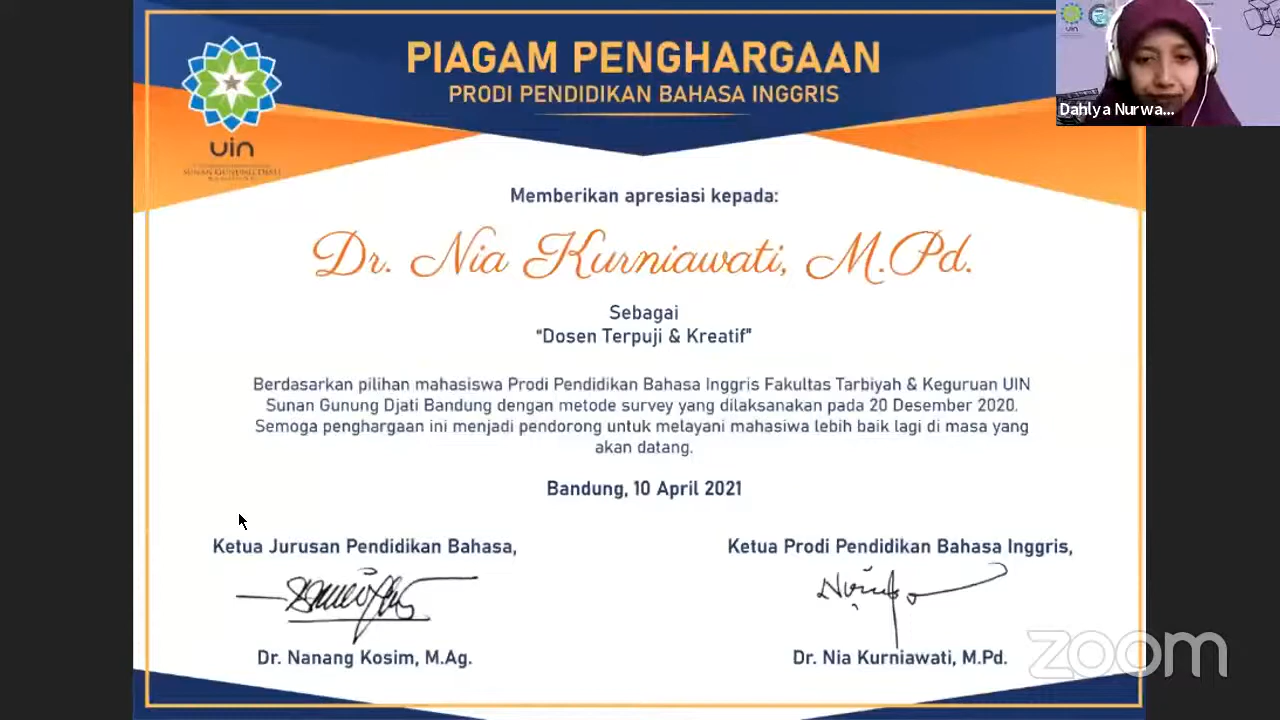 PIAGAM PENGHARGAAN
PRODI PENDIDIKAN BAHASA INGGRIS
uin
SUNAN GUNUNG DJATI
Dahlya Nurwa...
Memberikan apresiasi kepada:
Dr. Nia Kurniawati, M.Pd.
Sebagai
“Dosen Terpuji & Kreatif"
Berdasarkan pilihan mahasiswa Prodi Pendidikan Bahasa Inggris Fakultas Tarbiyah & Keguruan UIN
Sunan Gunung Djati Bandung dengan metode survey yang dilaksanakan pada 20 Desember 2020.
Semoga penghargaan ini menjadi pendorong untuk melayani mahasiwa lebih baik lagi di masa yang
akan datang.
Bandung, 10 April 2021
Ketua Jurusan Pendidikan Bahasa,
Ketua Prodi Pendidikan Bahasa Inggris,
Dr. Nanang Kosim, M.Ag.
Dr. Nia Kurniawati, M.Pd.
zoom